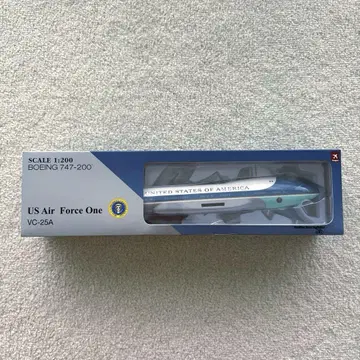 SCALE 1:200
BOEING 747-200
US Air Force One
VC-25A
UNITED STATES OF AMERICA